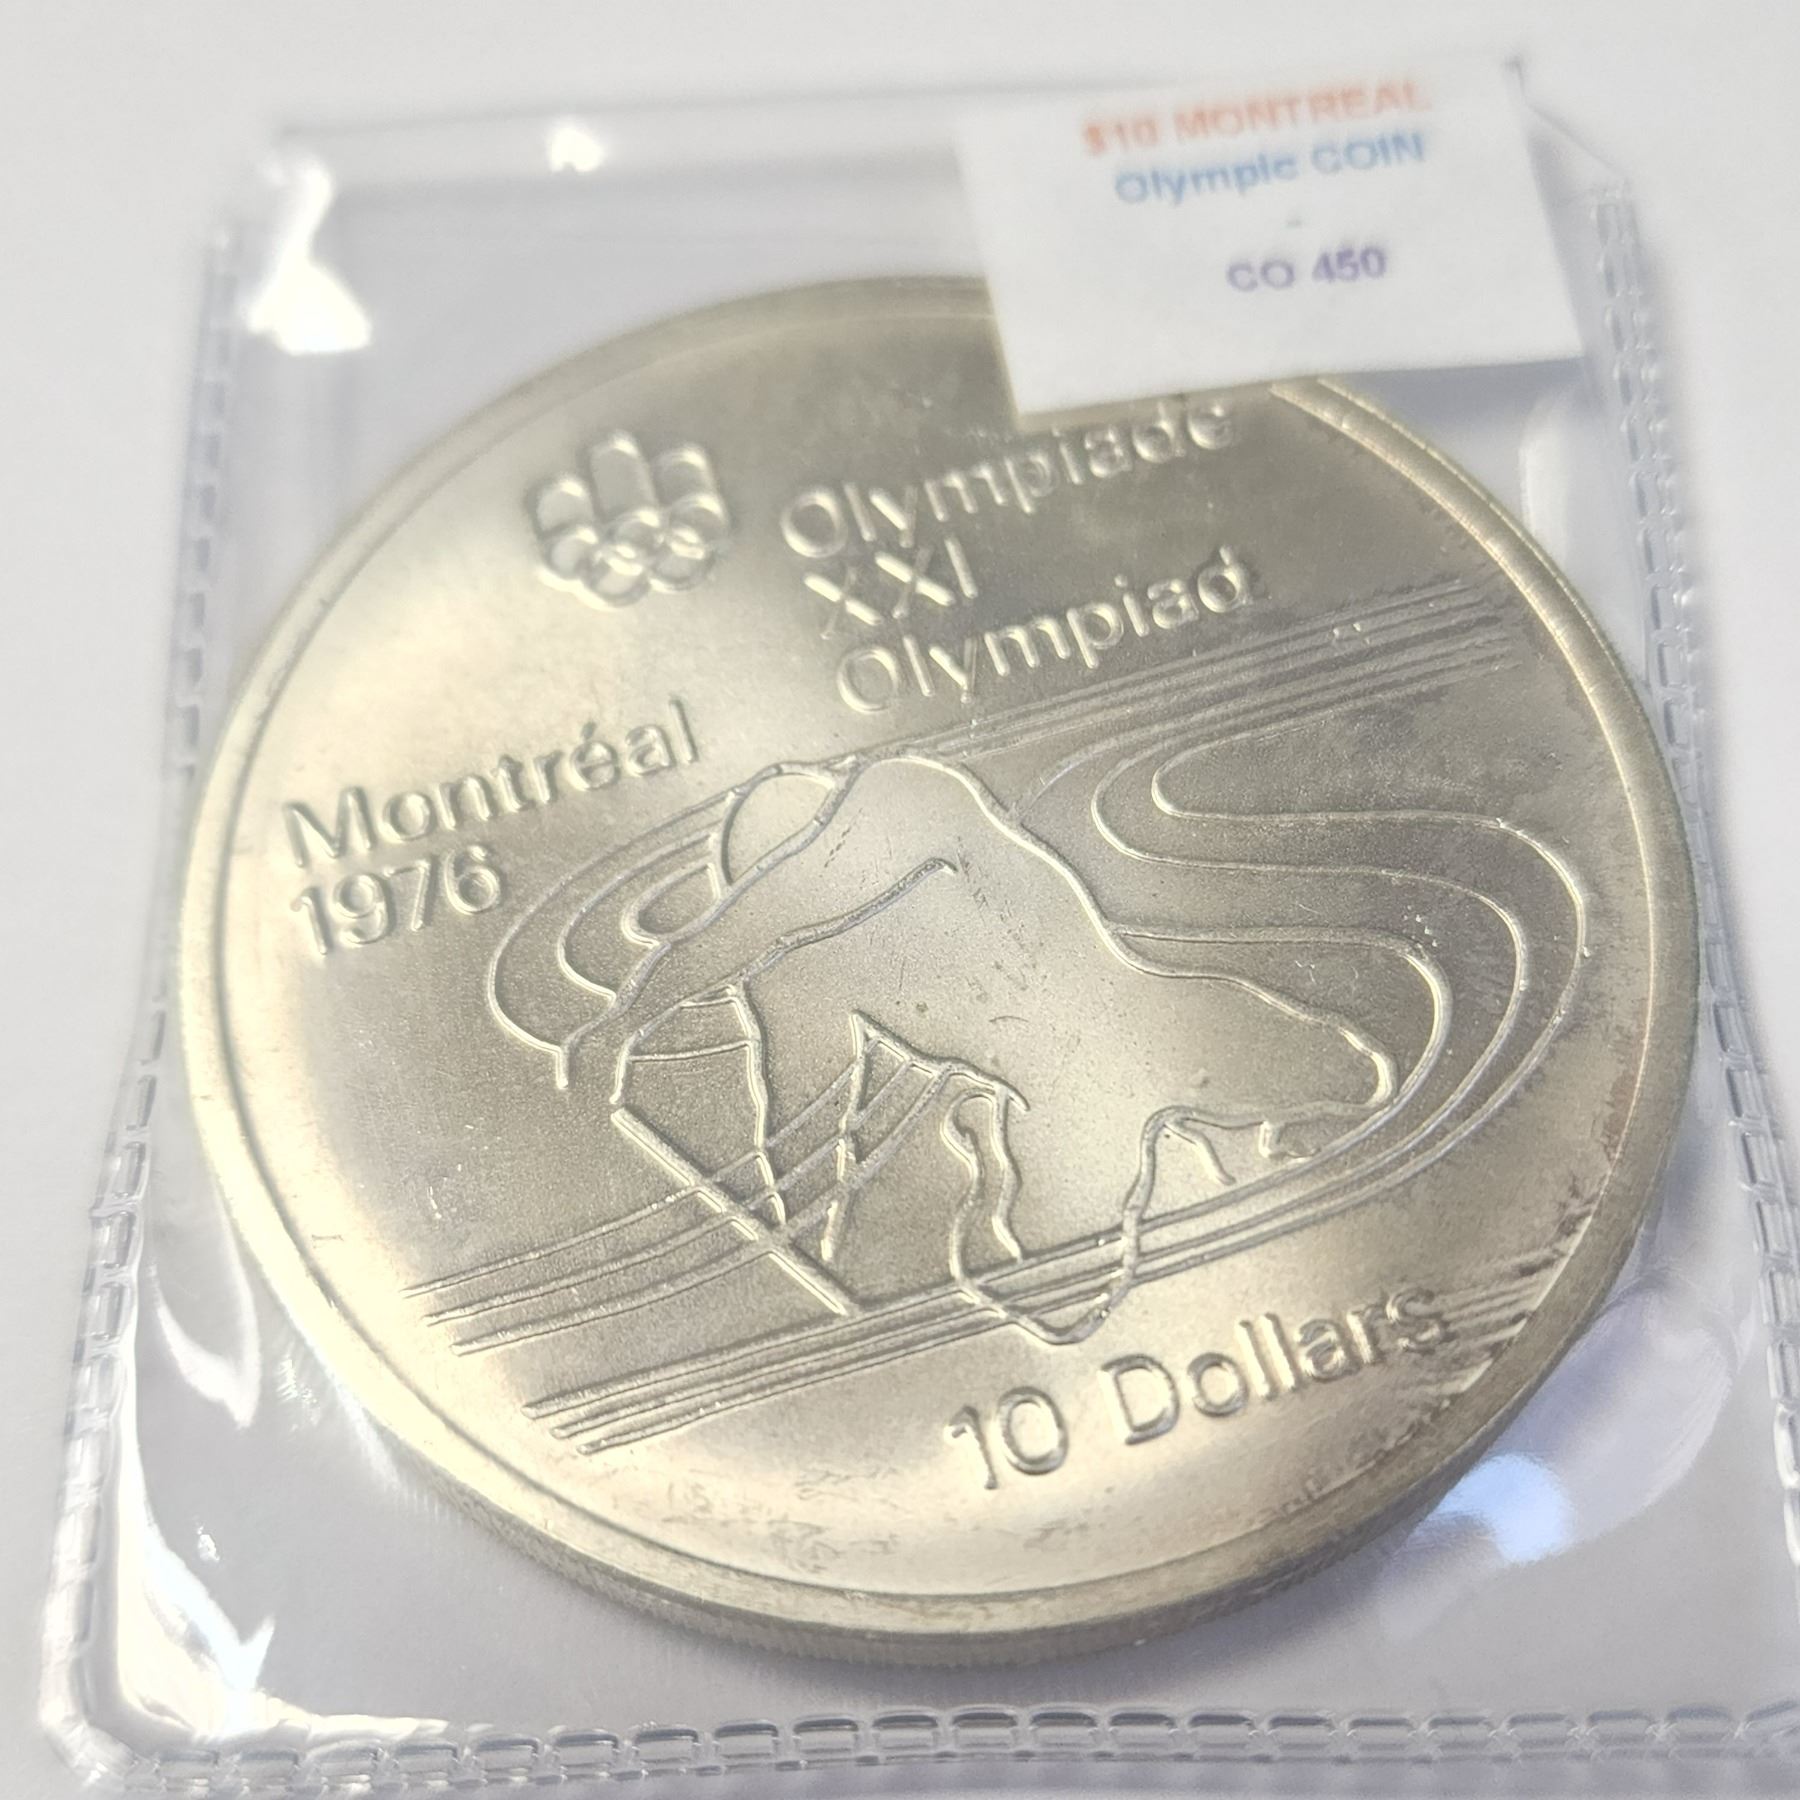 $10 MONTREAL
Olympic COIN
-
CO 450
Olympiade
XXI
Olympiad
Montréal
1976
10 Dollars